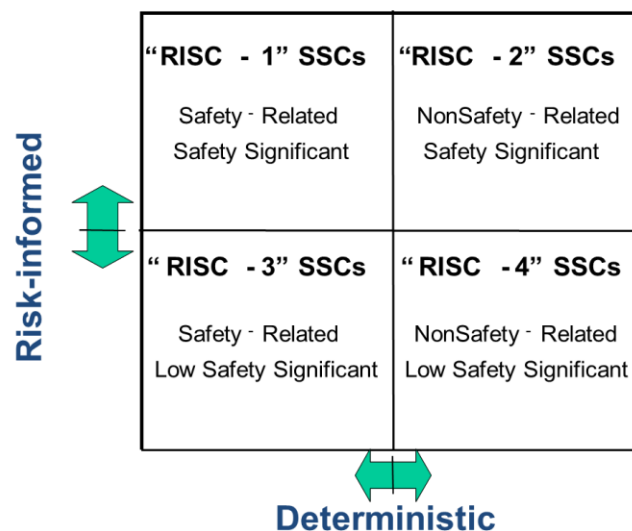 “RISC - 1” SSCs
Safety - Related
Safety Significant
“RISC - 2” SSCs
NonSafety - Related
Safety Significant
Risk-informed
“ RISC - 3” SSCs
Safety - Related
Low Safety Significant
“ RISC - 4” SSCs
NonSafety - Related
Low Safety Significant
Deterministic